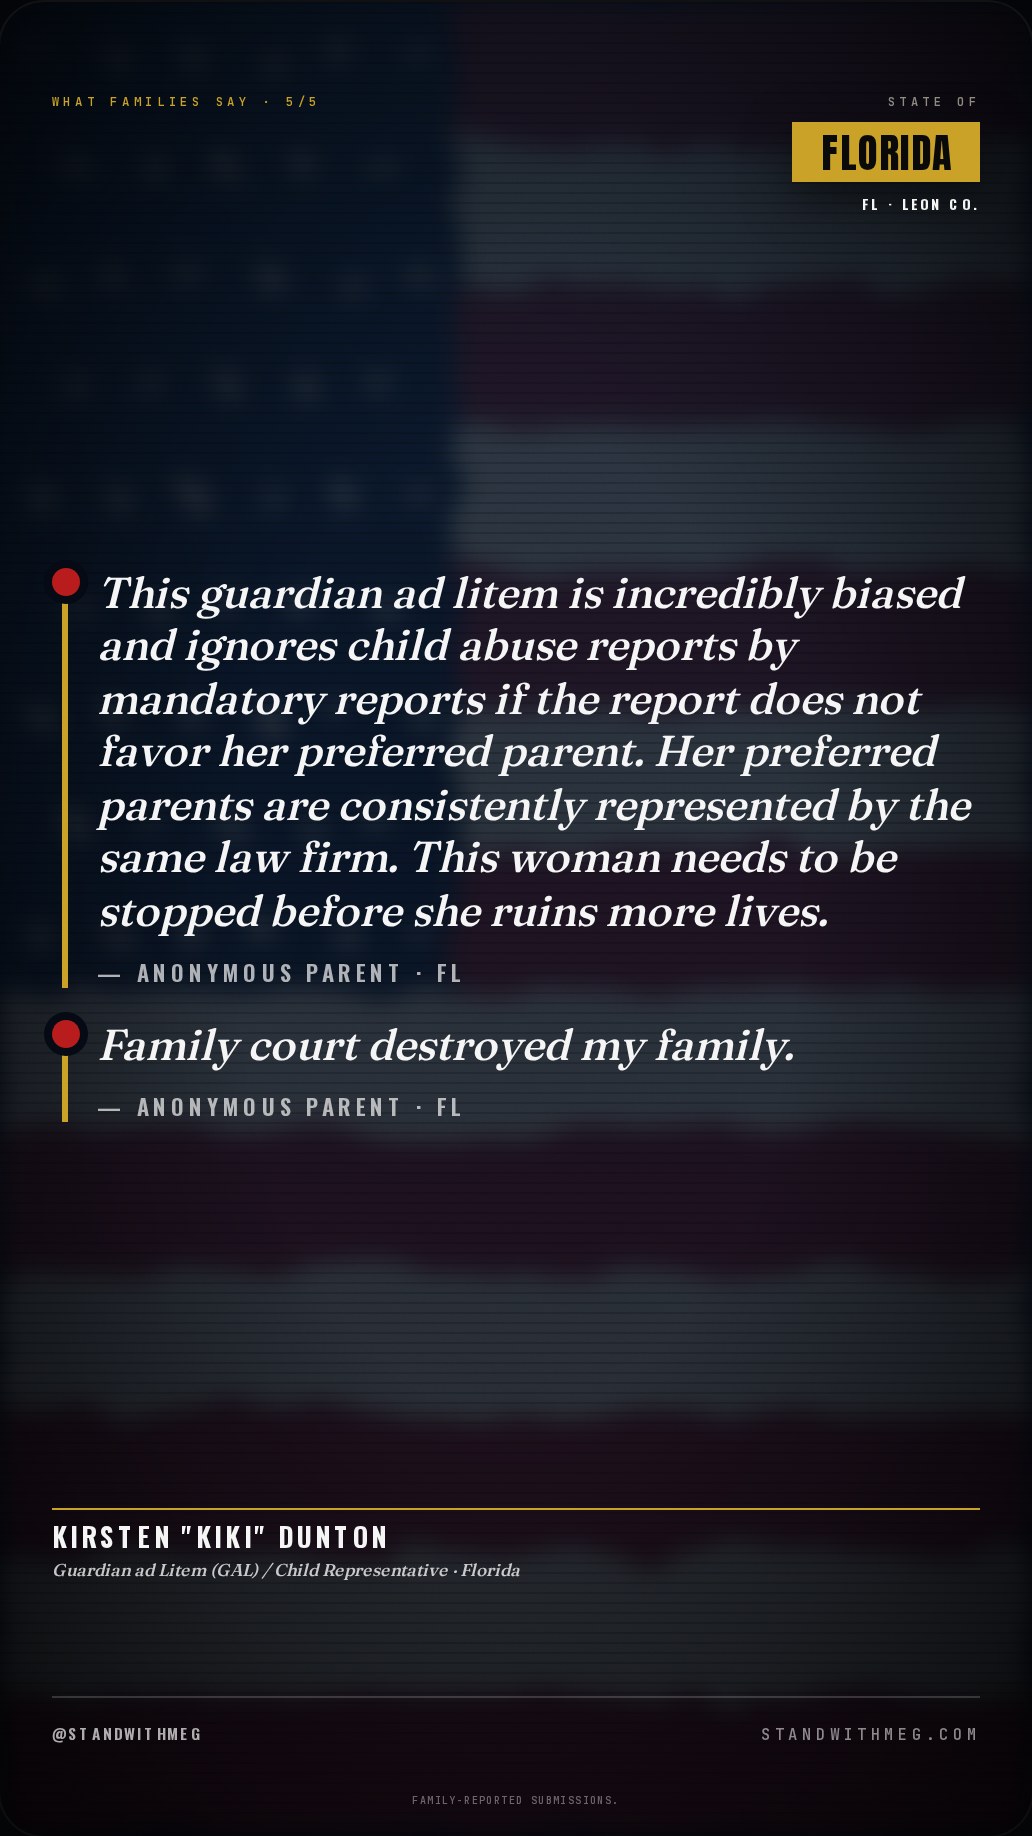 WHAT FAMILIES SAY · 5/5
STATE OF
FLORIDA
FL · LEON CO.
This guardian ad litem is incredibly biased
and ignores child abuse reports by
mandatory reports if the report does not
favor her preferred parent. Her preferred
parents are consistently represented by the
same law firm. This woman needs to be
stopped before she ruins more lives.
— ANONYMOUS PARENT · FL
Family court destroyed my family.
— ANONYMOUS PARENT · FL
KIRSTEN "KIKI" DUNTON
Guardian ad Litem (GAL) / Child Representative · Florida
@STANDWITHMEG
STANDWITHMEG.COM
FAMILY-REPORTED SUBMISSIONS.